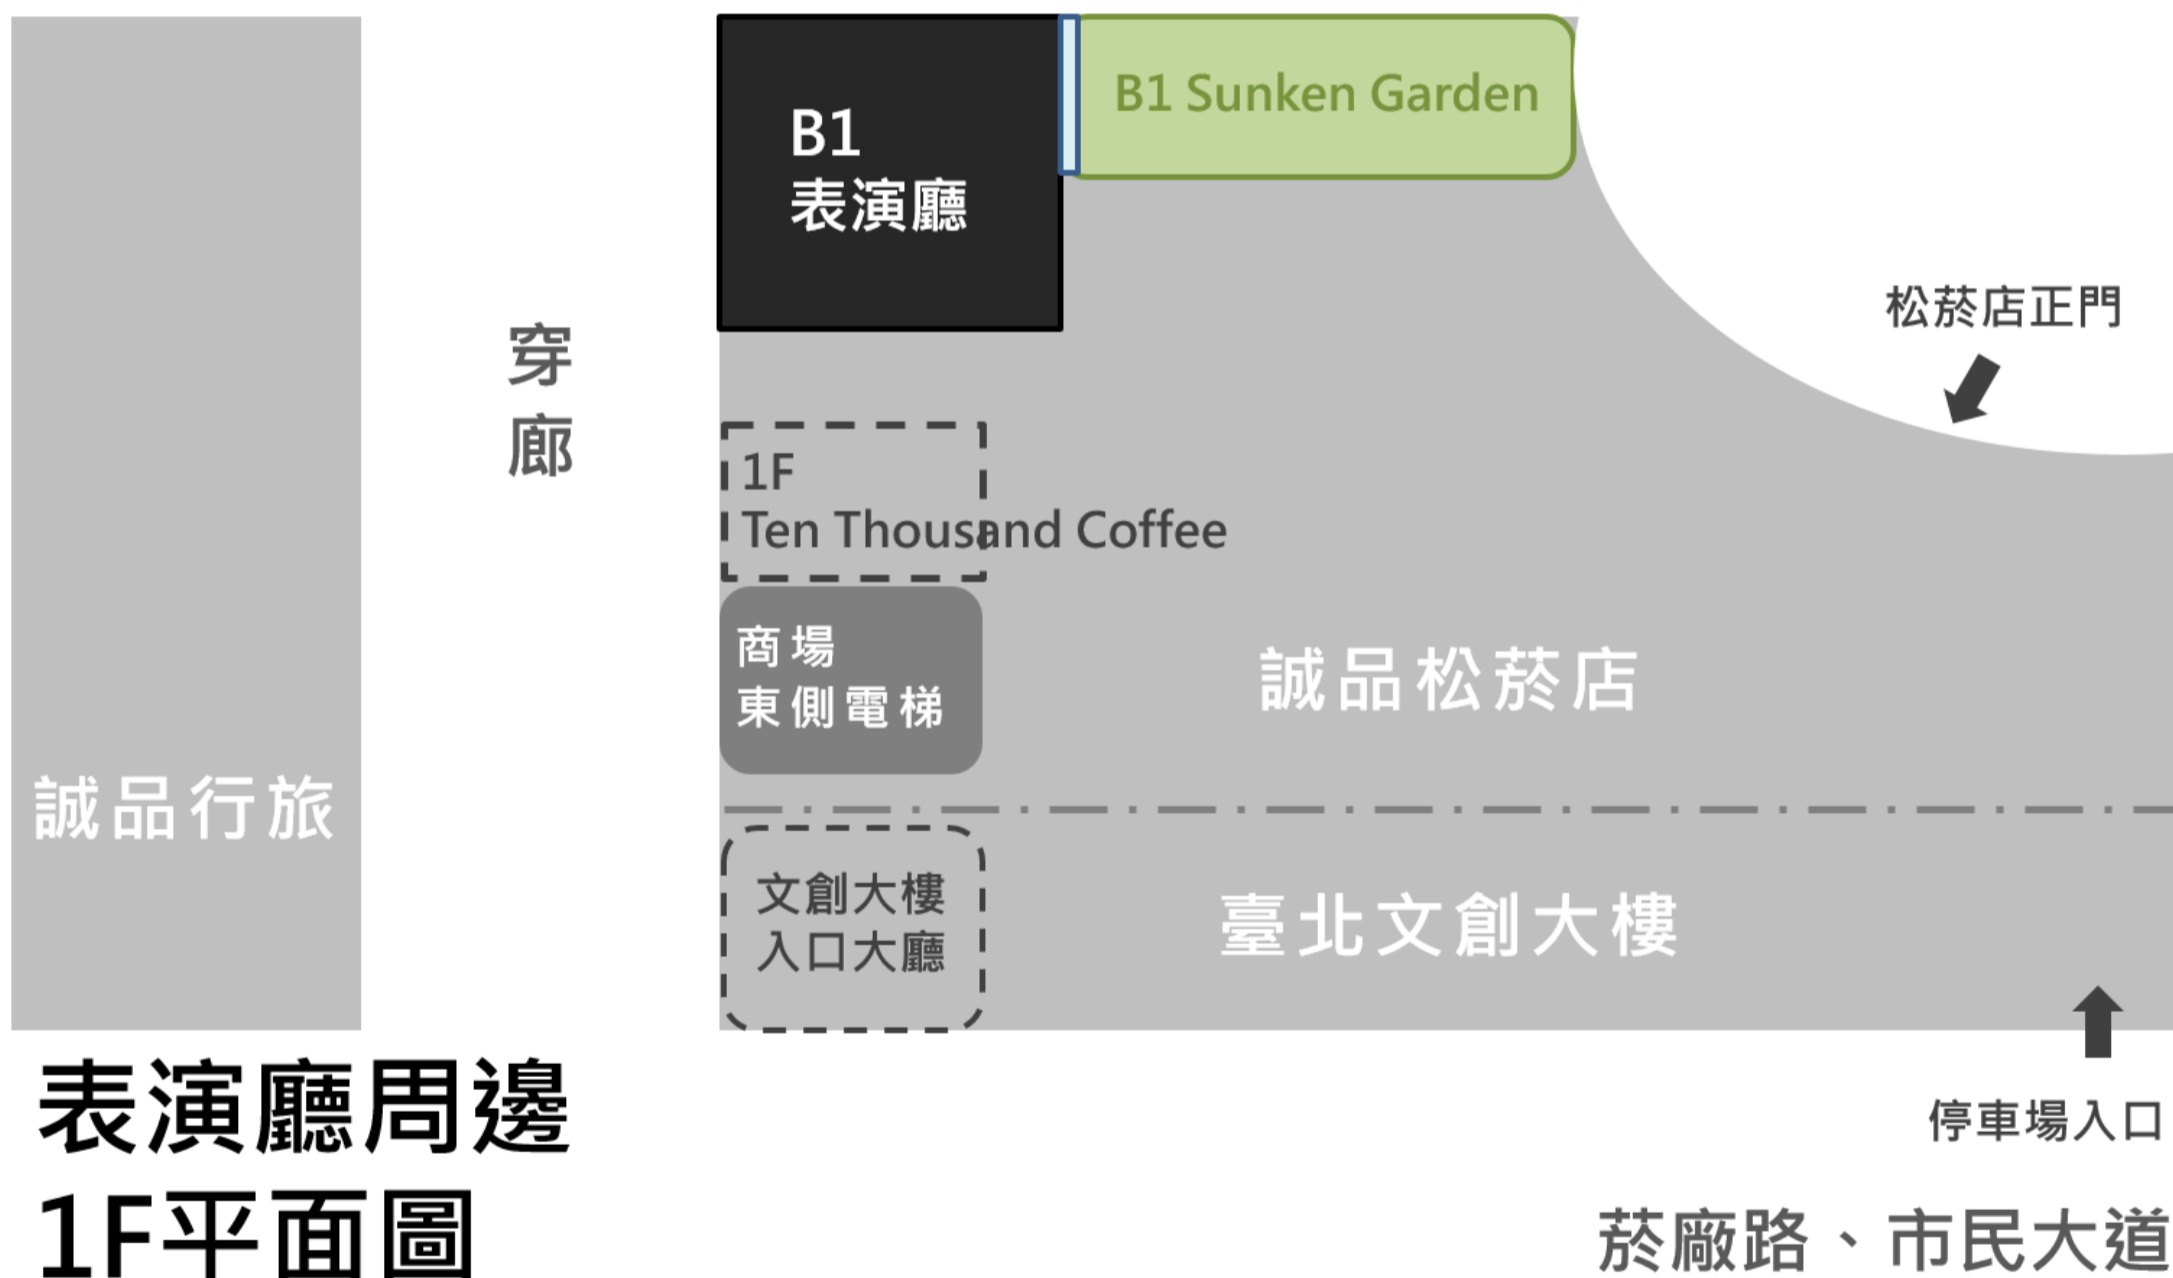 B1
表演廳
B1 Sunken Garden
松菸店正門
穿
廊
1F
Ten Thousand Coffee
商場
東側電梯
誠品松菸店
誠品行旅
文創大樓
入口大廳
臺北文創大樓
停車場入口
表演廳周邊
1F平面圖
菸廠路、市民大道